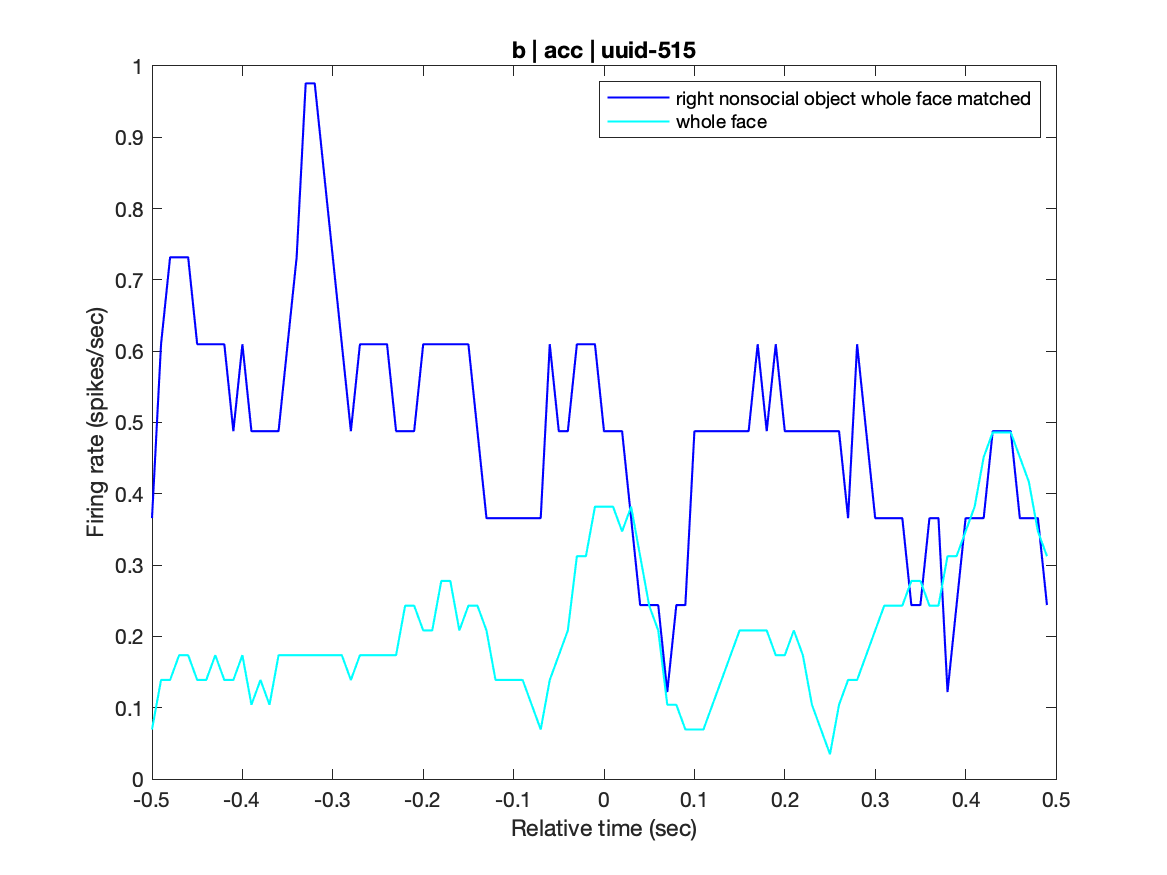 b | acc | uuid-515
right nonsocial object whole face matched
whole face
1
0.9
0.8
0.7
0.6
0.5
0.4
0.3
0.2
0.1
0
Firing rate (spikes/sec)
-0.5 -0.4 -0.3 -0.2 -0.1 0 0.1 0.2 0.3 0.4 0.5
Relative time (sec)